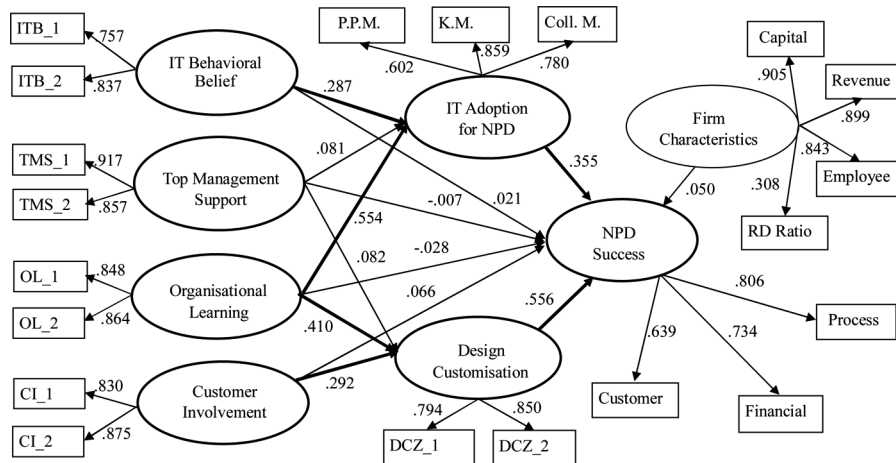 ITB_1
.757
ITB_2
.837
IT Behavioral
Belief
.287
P.P.M.
K.M.
Coll. M.
.602
.859
.780
IT Adoption
for NPD
.355
Capital
.905
Revenue
.899
Firm
Characteristics
.843
Employee
.308
.050
RD Ratio
TMS_1
.917
TMS_2
.857
Top Management
Support
.081
-.007
.021
.082
NPD
Success
OL_1
.848
OL_2
.864
Organisational
Learning
.554
-.028
.410
.066
.556
.806
Process
.734
Financial
.639
Customer
CI_1
.830
CI_2
.875
Customer
Involvement
.292
Design
Customisation
.794
.850
DCZ_1
DCZ_2